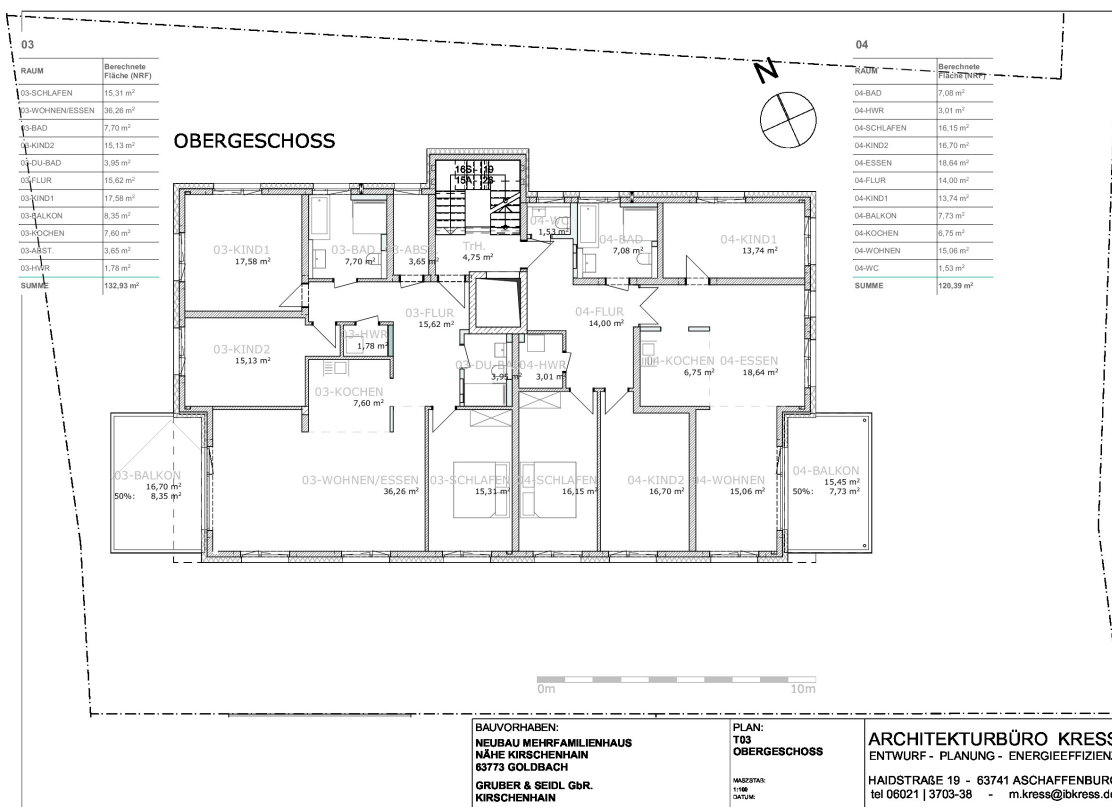 03
RAUM Berechnete Fläche (NRF)
03-SCHLAFEN 15,31 m²
03-WOHNEN/ESSEN 36,26 m²
03-BAD 7,70 m²
03-KIND2 15,13 m²
03-DU-BAD 3,95 m²
03-FLUR 15,62 m²
03-KIND1 17,58 m²
03-BALKON 8,35 m²
03-KOCHEN 7,60 m²
03-ABST. 3,65 m²
03-HWR 1,78 m²
SUMME 132,93 m²
04
RAUM Berechnete Fläche (NRF)
04-BAD 7,08 m²
04-HWR 3,01 m²
04-SCHLAFEN 16,15 m²
04-KIND2 16,70 m²
04-ESSEN 18,64 m²
04-FLUR 14,00 m²
04-KIND1 13,74 m²
04-BALKON 7,73 m²
04-KOCHEN 6,75 m²
04-WOHNEN 15,06 m²
04-WC 1,53 m²
SUMME 120,39 m²
N
OBERGESCHOSS
03-KIND1
17,58 m²
03-BAD
7,70 m²
03-ABS
3,65 m²
TrH.
4,75 m²
04-WC
1,53 m²
04-BAD
7,08 m²
04-KIND1
13,74 m²
03-FLUR
15,62 m²
04-FLUR
14,00 m²
03-KIND2
15,13 m²
03-HWR
1,78 m²
03-DU-BAD
3,95 m²
04-HWR
3,01 m²
04-KOCHEN
6,75 m²
04-ESSEN
18,64 m²
03-KOCHEN
7,60 m²
03-BALKON
16,70 m²
50%: 8,35 m²
03-WOHNEN/ESSEN
36,26 m²
03-SCHLAFEN
15,31 m²
04-SCHLAFEN
16,15 m²
04-KIND2
16,70 m²
04-WOHNEN
15,06 m²
04-BALKON
15,45 m²
50%: 7,73 m²
0m 10m
BAUVORHABEN:
NEUBAU MEHRFAMILIENHAUS
NÄHE KIRSCHENHAIN
63773 GOLDBACH
GRUBER & SEIDL GbR.
KIRSCHENHAIN
PLAN:
T03
OBERGESCHOSS
MASZSTAB:
1:100
DATUM:
ARCHITEKTURBÜRO KRESS
ENTWURF - PLANUNG - ENERGIEEFFIZIENZ
HAIDSTRAßE 19 - 63741 ASCHAFFENBURG
tel 06021 | 3703-38 - m.kress@ibkress.de